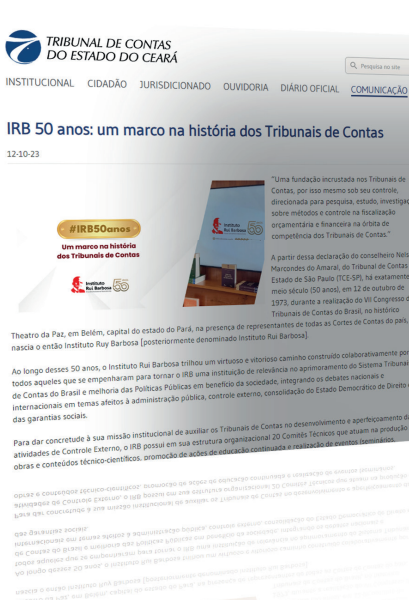 TRIBUNAL DE CONTAS
DO ESTADO DO CEARÁ
Pesquisa no site
INSTITUCIONAL CIDADÃO JURISDICIONADO OUVIDORIA DIÁRIO OFICIAL COMUNICAÇÃO
IRB 50 anos: um marco na história dos Tribunais de Contas
12-10-23
#IRB50anos
Um marco na história
dos Tribunais de Contas
Instituto
Rui Barbosa
Instituto
Rui Barbosa
"Uma fundação incrustada nos Tribunais de
Contas, por isso mesmo sob seu controle,
direcionada para pesquisa, estudo, investigaç
sobre métodos e controle na fiscalização
orçamentária e financeira na órbita de
competência dos Tribunais de Contas."
A partir dessa declaração do conselheiro Nels
Marcondes do Amaral, do Tribunal de Contas
Estado de São Paulo (TCE-SP), há exatamente
meio século (50 anos), em 12 de outubro de
1973, durante a realização do VII Congresso d
Tribunais de Contas do Brasil, no histórico
Theatro da Paz, em Belém, capital do estado do Pará, na presença de representantes de todas as Cortes de Contas do país,
nascia o então Instituto Ruy Barbosa [posteriormente denominado Instituto Rui Barbosa].
Ao longo desses 50 anos, o Instituto Rui Barbosa trilhou um virtuoso e vitorioso caminho construído colaborativamente por
todos aqueles que se empenharam para tornar o IRB uma instituição de relevância no aprimoramento do Sistema Tribunais
de Contas do Brasil e melhoria das Políticas Públicas em benefício da sociedade, integrando os debates nacionais e
internacionais em temas afeitos à administração pública, controle externo, consolidação do Estado Democrático de Direito e
das garantias sociais.
Para dar concretude à sua missão institucional de auxiliar os Tribunais de Contas no desenvolvimento e aperfeiçoamento da
atividades de Controle Externo, o IRB possui em sua estrutura organizacional 20 Comitês Técnicos que atuam na produção
obras e conteúdos técnico-científicos, promoção de ações de educação continuada e realização de eventos (seminários,